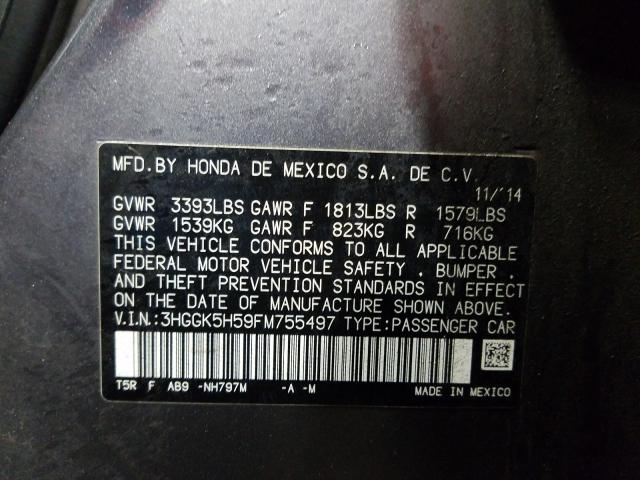 MFD.BY HONDA DE MEXICO S.A. DE C.V.
11/'14
GVWR 3393LBS GAWR F 1813LBS R 1579LBS
GVWR 1539KG GAWR F 823KG R 716KG
THIS VEHICLE CONFORMS TO ALL APPLICABLE
FEDERAL MOTOR VEHICLE SAFETY , BUMPER ,
AND THEFT PREVENTION STANDARDS IN EFFECT
ON THE DATE OF MANUFACTURE SHOWN ABOVE.
V.I.N.:3HGGK5H59FM755497 TYPE:PASSENGER CAR
T5R F AB9 -NH797M -A -M
MADE IN MEXICO